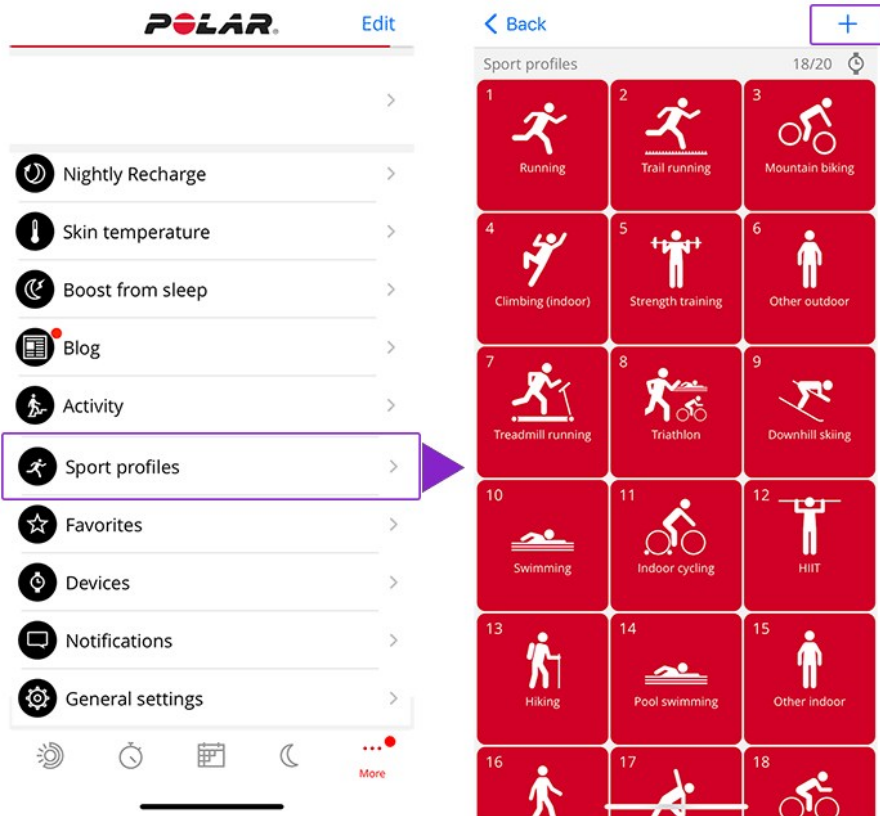 POLAR.
Edit
Nightly Recharge
Skin temperature
Boost from sleep
Blog
Activity
Sport profiles
Favorites
Devices
Notifications
General settings
More
Back
+
Sport profiles 18/20
1 2 3
Running Trail running Mountain biking
4 5 6
Climbing (indoor) Strength training Other outdoor
7 8 9
Treadmill running Triathlon Downhill skiing
10 11 12
Swimming Indoor cycling HIIT
13 14 15
Hiking Pool swimming Other indoor
16 17 18